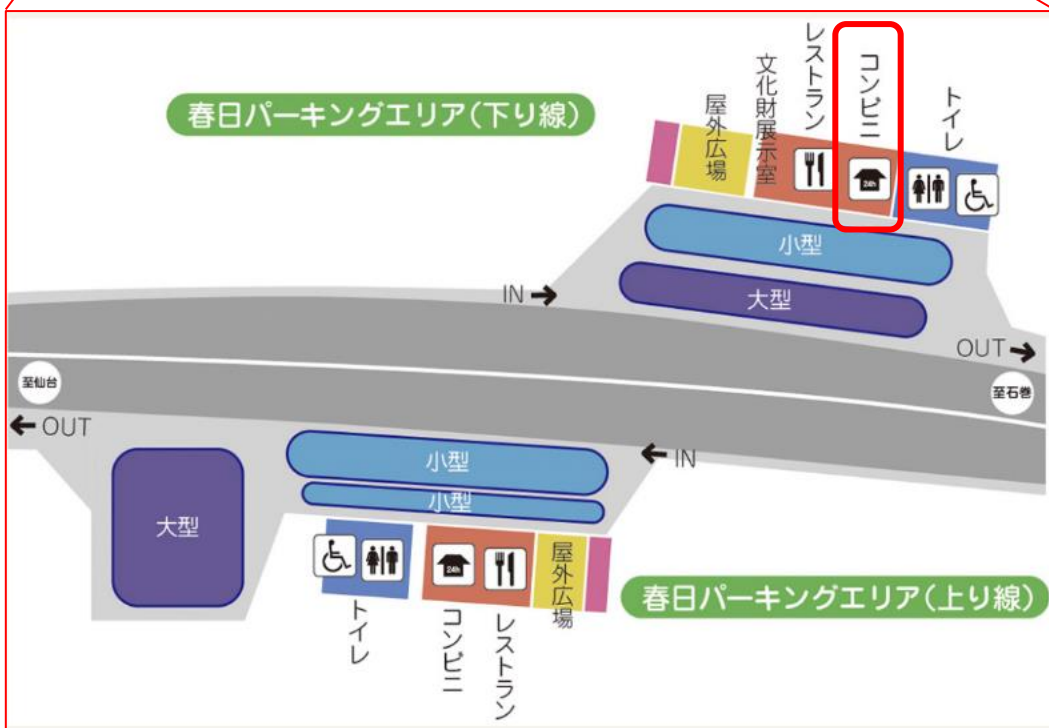 春日パーキングエリア(下り線)
屋外広場
文化財展示室
レストラン
コンビニ
トイレ
24h
小型
大型
IN
OUT
至仙台
至石巻
OUT
IN
小型
小型
大型
24h
トイレ
コンビニ
レストラン
屋外広場
春日パーキングエリア(上り線)